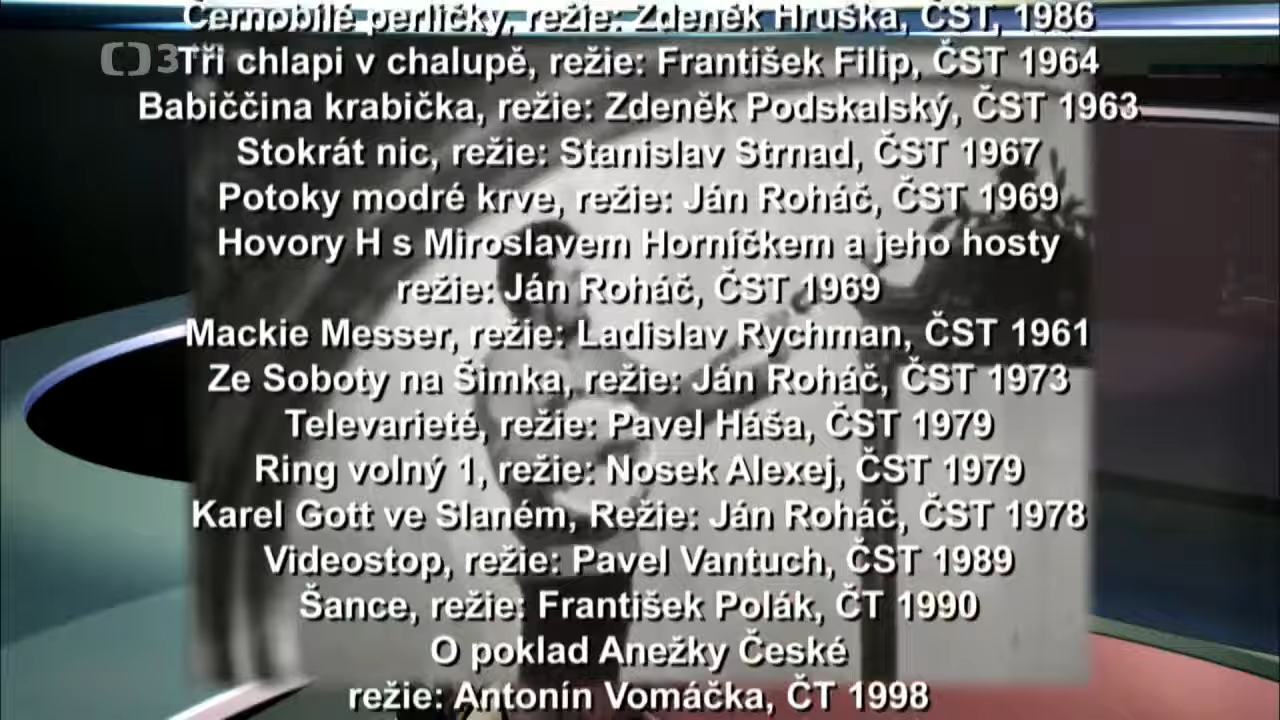 Černobílé perličky, režie: Zdeněk Hruška, ČST, 1986
3
Tři chlapi v chalupě, režie: František Filip, ČST 1964
Babiččina krabička, režie: Zdeněk Podskalský, ČST 1963
Stokrát nic, režie: Stanislav Strnad, ČST 1967
Potoky modré krve, režie: Ján Roháč, ČST 1969
Hovory H s Miroslavem Horníčkem a jeho hosty
režie: Ján Roháč, ČST 1969
Mackie Messer, režie: Ladislav Rychman, ČST 1961
Ze Soboty na Šimka, režie: Ján Roháč, ČST 1973
Televarieté, režie: Pavel Háša, ČST 1979
Ring volný 1, režie: Nosek Alexej, ČST 1979
Karel Gott ve Slaném, Režie: Ján Roháč, ČST 1978
Videostop, režie: Pavel Vantuch, ČST 1989
Šance, režie: František Polák, ČT 1990
O poklad Anežky České
režie: Antonín Vomáčka, ČT 1998